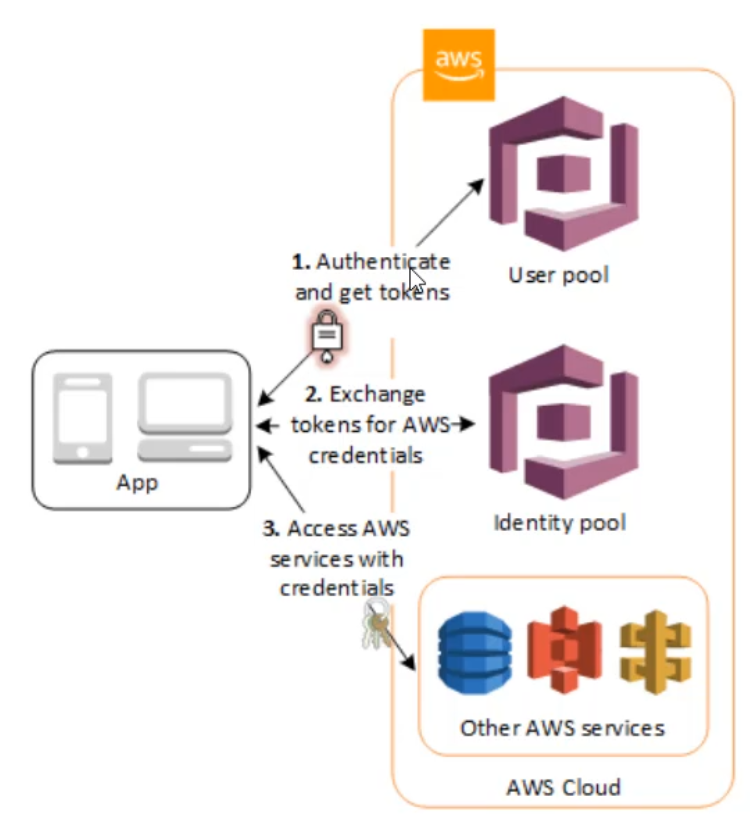 aws
1. Authenticate
and get tokens
User pool
2. Exchange
tokens for AWS
credentials
App
Identity pool
3. Access AWS
services with
credentials
Other AWS services
AWS Cloud